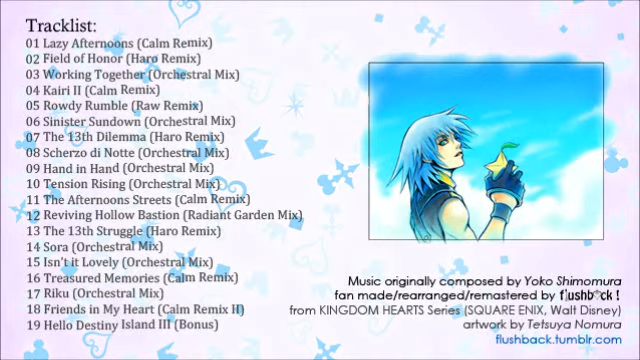 Tracklist:
01 Lazy Afternoons (Calm Remix)
02 Field of Honor (Haro Remix)
03 Working Together (Orchestral Mix)
04 Kairi II (Calm Remix)
05 Rowdy Rumble (Raw Remix)
06 Sinister Sundown (Orchestral Mix)
07 The 13th Dilemma (Haro Remix)
08 Scherzo di Notte (Orchestral Mix)
09 Hand in Hand (Orchestral Mix)
10 Tension Rising (Orchestral Mix)
11 The Afternoons Streets (Calm Remix)
12 Reviving Hollow Bastion (Radiant Garden Mix)
13 The 13th Struggle (Haro Remix)
14 Sora (Orchestral Mix)
15 Isn't it Lovely (Orchestral Mix)
16 Treasured Memories (Calm Remix)
17 Riku (Orchestral Mix)
18 Friends in My Heart (Calm Remix II)
19 Hello Destiny Island III (Bonus)
Music originally composed by Yoko Shimomura
fan made/rearranged/remastered by flushback !
from KINGDOM HEARTS Series (SQUARE ENIX, Walt Disney)
artwork by Tetsuya Nomura
flushback.tumblr.com